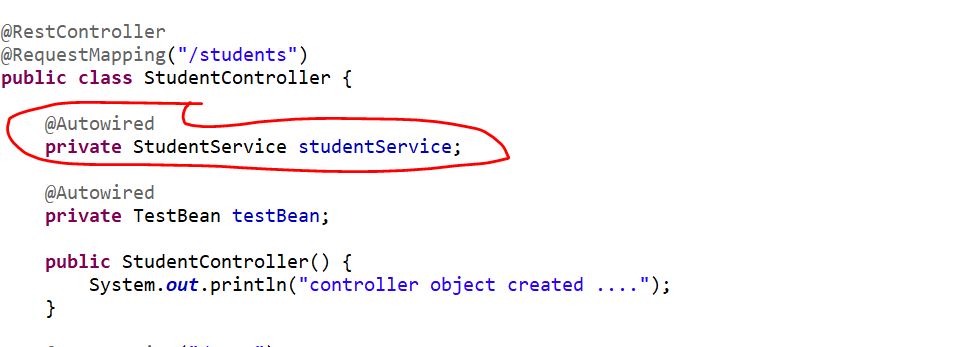 @RestController
@RequestMapping("/students")
public class StudentController {
@Autowired
private StudentService studentService;
@Autowired
private TestBean testBean;
public StudentController() {
System.out.println("controller object created ....");
}